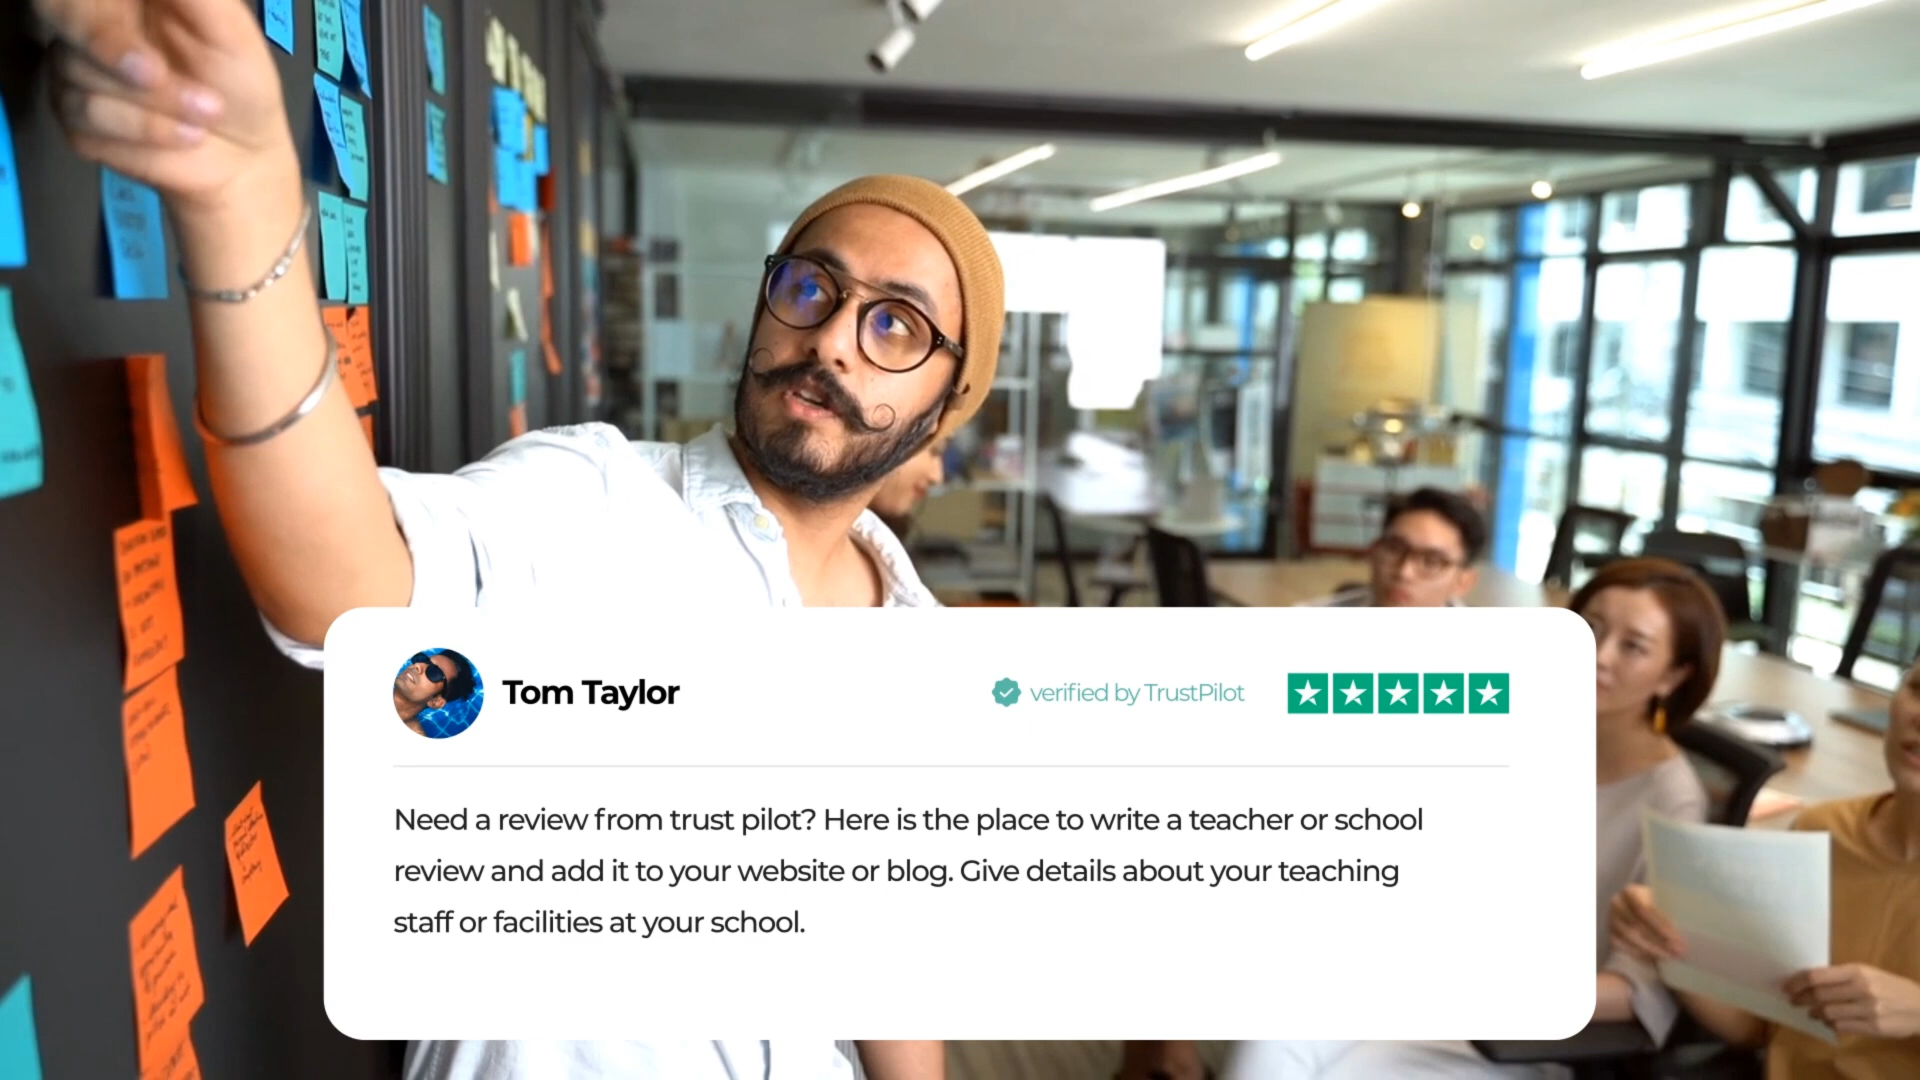 Tom Taylor
verified by TrustPilot
Need a review from trust pilot? Here is the place to write a teacher or school
review and add it to your website or blog. Give details about your teaching
staff or facilities at your school.